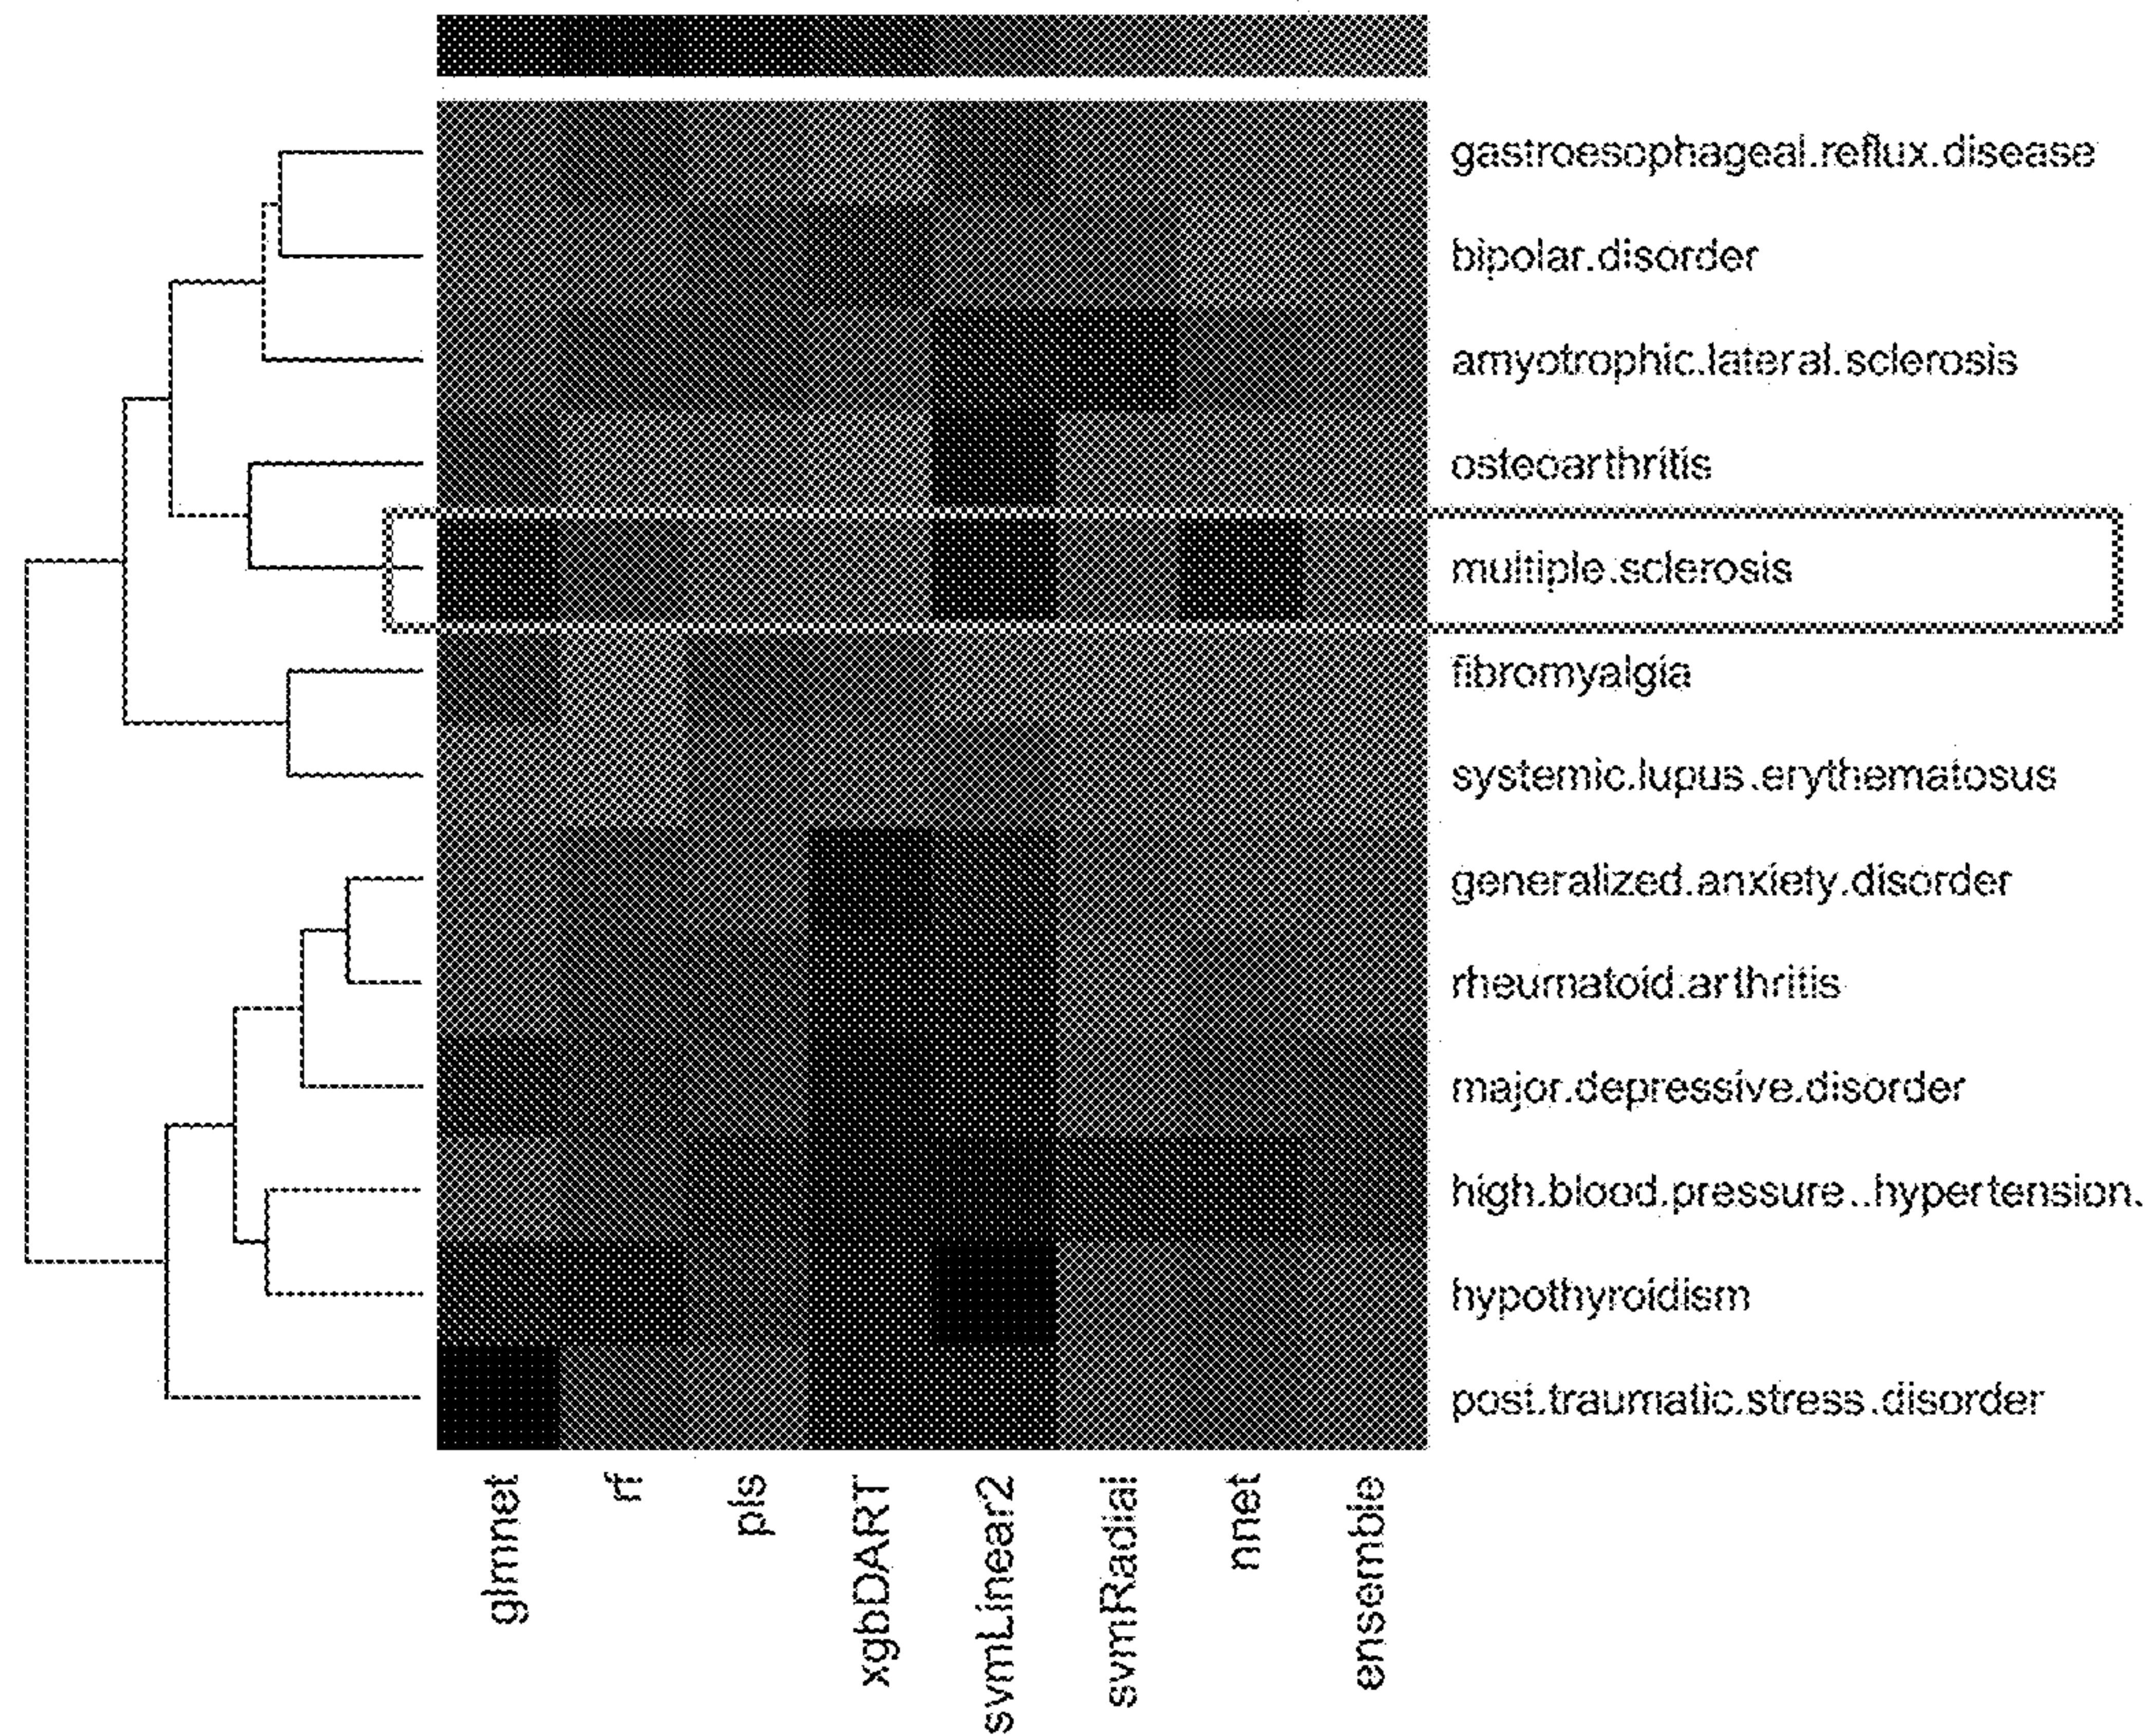 gastroesophageal.reflux.disease
bipolar.disorder
amyotrophic.lateral.sclerosis
osteoarthritis
multiple.sclerosis
fibromyalgia
systemic.lupus.erythematosus
generalized.anxiety.disorder
rheumatoid.arthritis
major.depressive.disorder
high.blood.pressure..hypertension.
hypothyroidism
post.traumatic.stress.disorder
glmnet
rf
pls
xgbDART
svmLinear2
svmRadial
nnet
ensemble